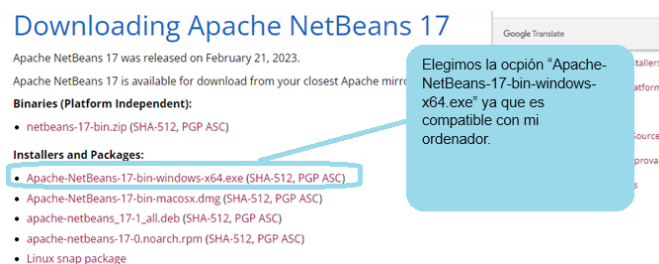 Downloading Apache NetBeans 17
Google Translate
Apache NetBeans 17 was released on February 21, 2023.
Apache NetBeans 17 is available for download from your closest Apache
Binaries (Platform Independent):
• netbeans-17-bin.zip (SHA-512, PGP ASC)
Installers and Packages:
• Apache-NetBeans-17-bin-windows-x64.exe (SHA-512, PGP ASC)
• Apache-NetBeans-17-bin-macosx.dmg (SHA-512, PGP ASC)
• apache-netbeans_17-1_all.deb (SHA-512, PGP ASC)
• apache-netbeans-17-0.noarch.rpm (SHA-512, PGP ASC)
• Linux snap package
Elegimos la ocpión “Apache-
NetBeans-17-bin-windows-
x64.exe” ya que es
compatible con mi
ordenador.